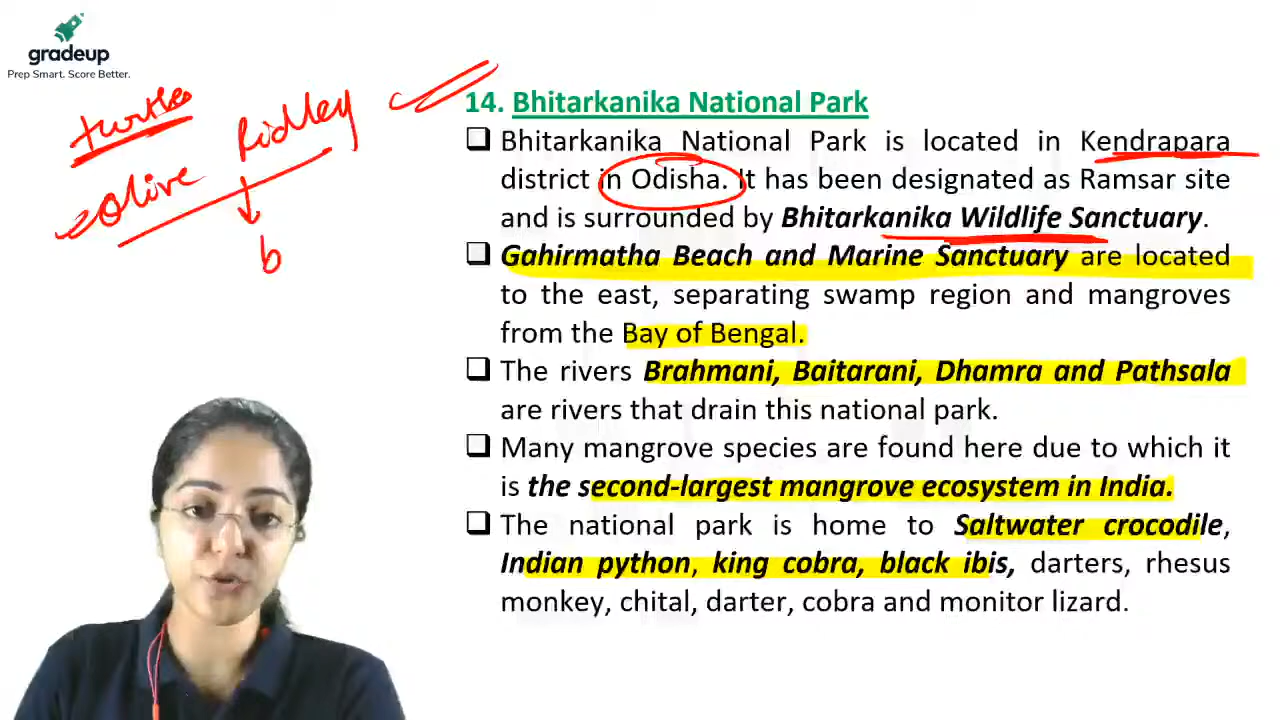 gradeup
Prep Smart. Score Better.
turtle
Olive Ridley
b
14. Bhitarkanika National Park
❑ Bhitarkanika National Park is located in Kendrapara
district in Odisha. It has been designated as Ramsar site
and is surrounded by Bhitarkanika Wildlife Sanctuary.
❑ Gahirmatha Beach and Marine Sanctuary are located
to the east, separating swamp region and mangroves
from the Bay of Bengal.
❑ The rivers Brahmani, Baitarani, Dhamra and Pathsala
are rivers that drain this national park.
❑ Many mangrove species are found here due to which it
is the second-largest mangrove ecosystem in India.
❑ The national park is home to Saltwater crocodile,
Indian python, king cobra, black ibis, darters, rhesus
monkey, chital, darter, cobra and monitor lizard.